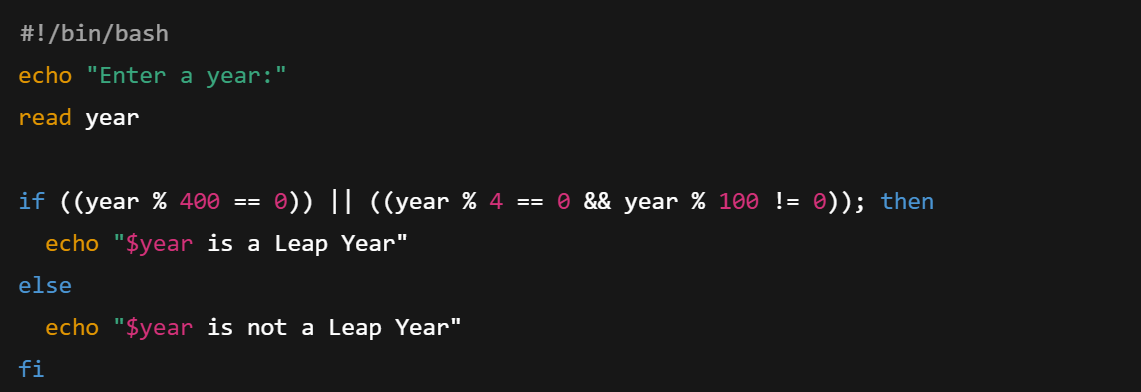 #!/bin/bash
echo "Enter a year:"
read year

if ((year % 400 == 0)) || ((year % 4 == 0 && year % 100 != 0)); then
  echo "$year is a Leap Year"
else
  echo "$year is not a Leap Year"
fi